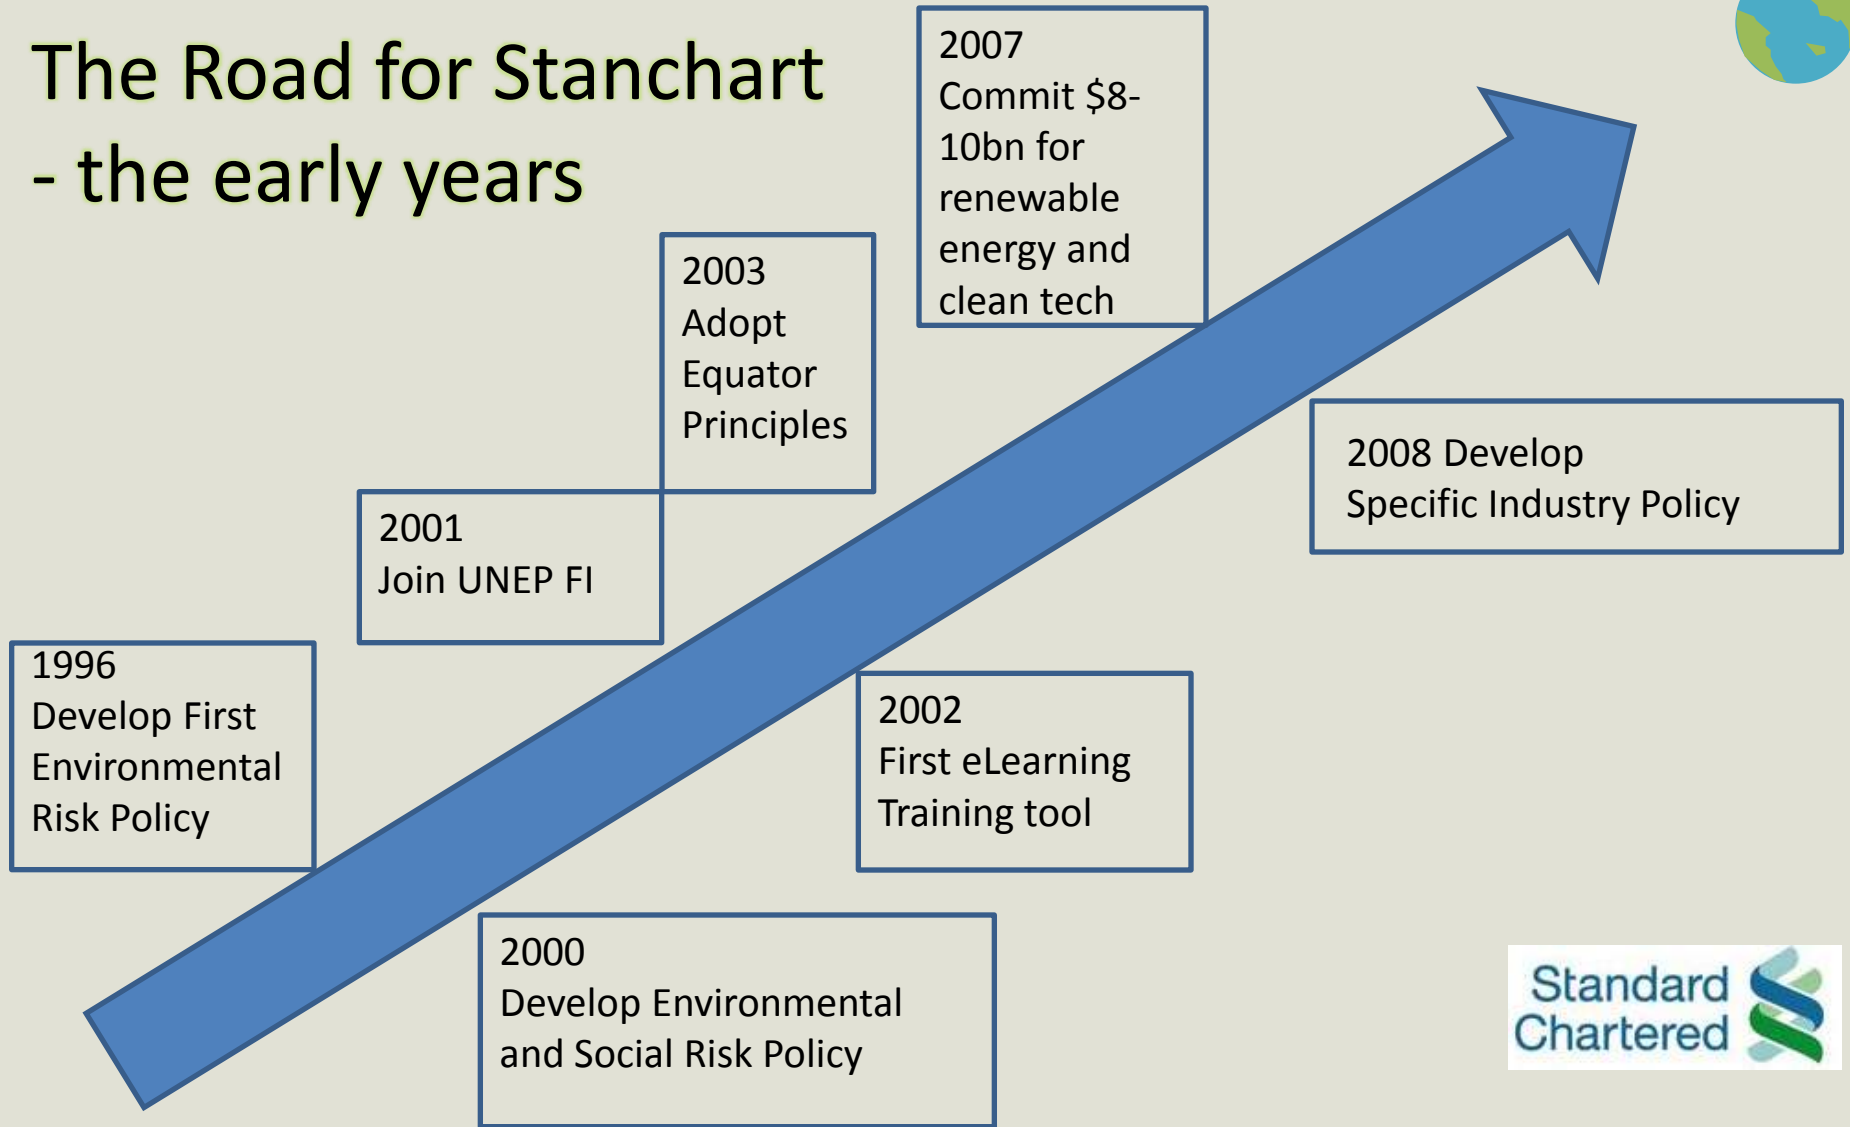 The Road for Stanchart
- the early years
2007
Commit $8-
10bn for
renewable
energy and
clean tech
2003
Adopt
Equator
Principles
2008 Develop
Specific Industry Policy
2001
Join UNEP FI
1996
Develop First
Environmental
Risk Policy
2002
First eLearning
Training tool
2000
Develop Environmental
and Social Risk Policy
Standard
Chartered